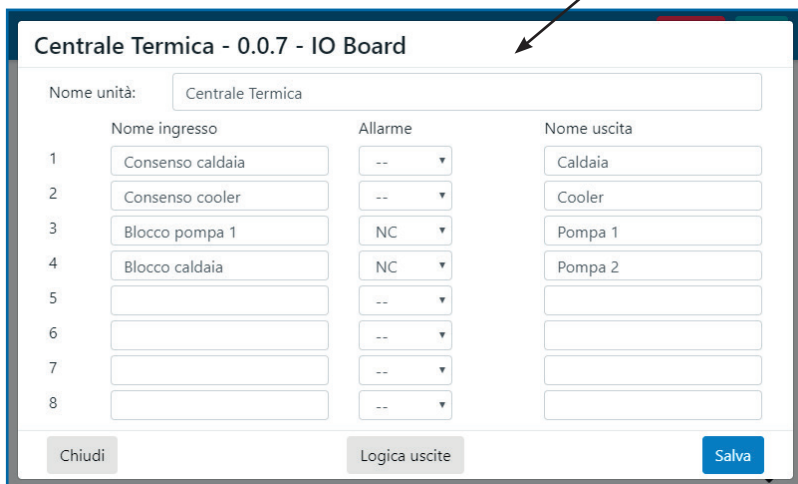 Centrale Termica - 0.0.7 - IO Board
Nome unità: Centrale Termica
Nome ingresso Allarme Nome uscita
1 Consenso caldaia -- Caldaia
2 Consenso cooler -- Cooler
3 Blocco pompa 1 NC Pompa 1
4 Blocco caldaia NC Pompa 2
5 --
6 --
7 --
8 --
Chiudi Logica uscite Salva